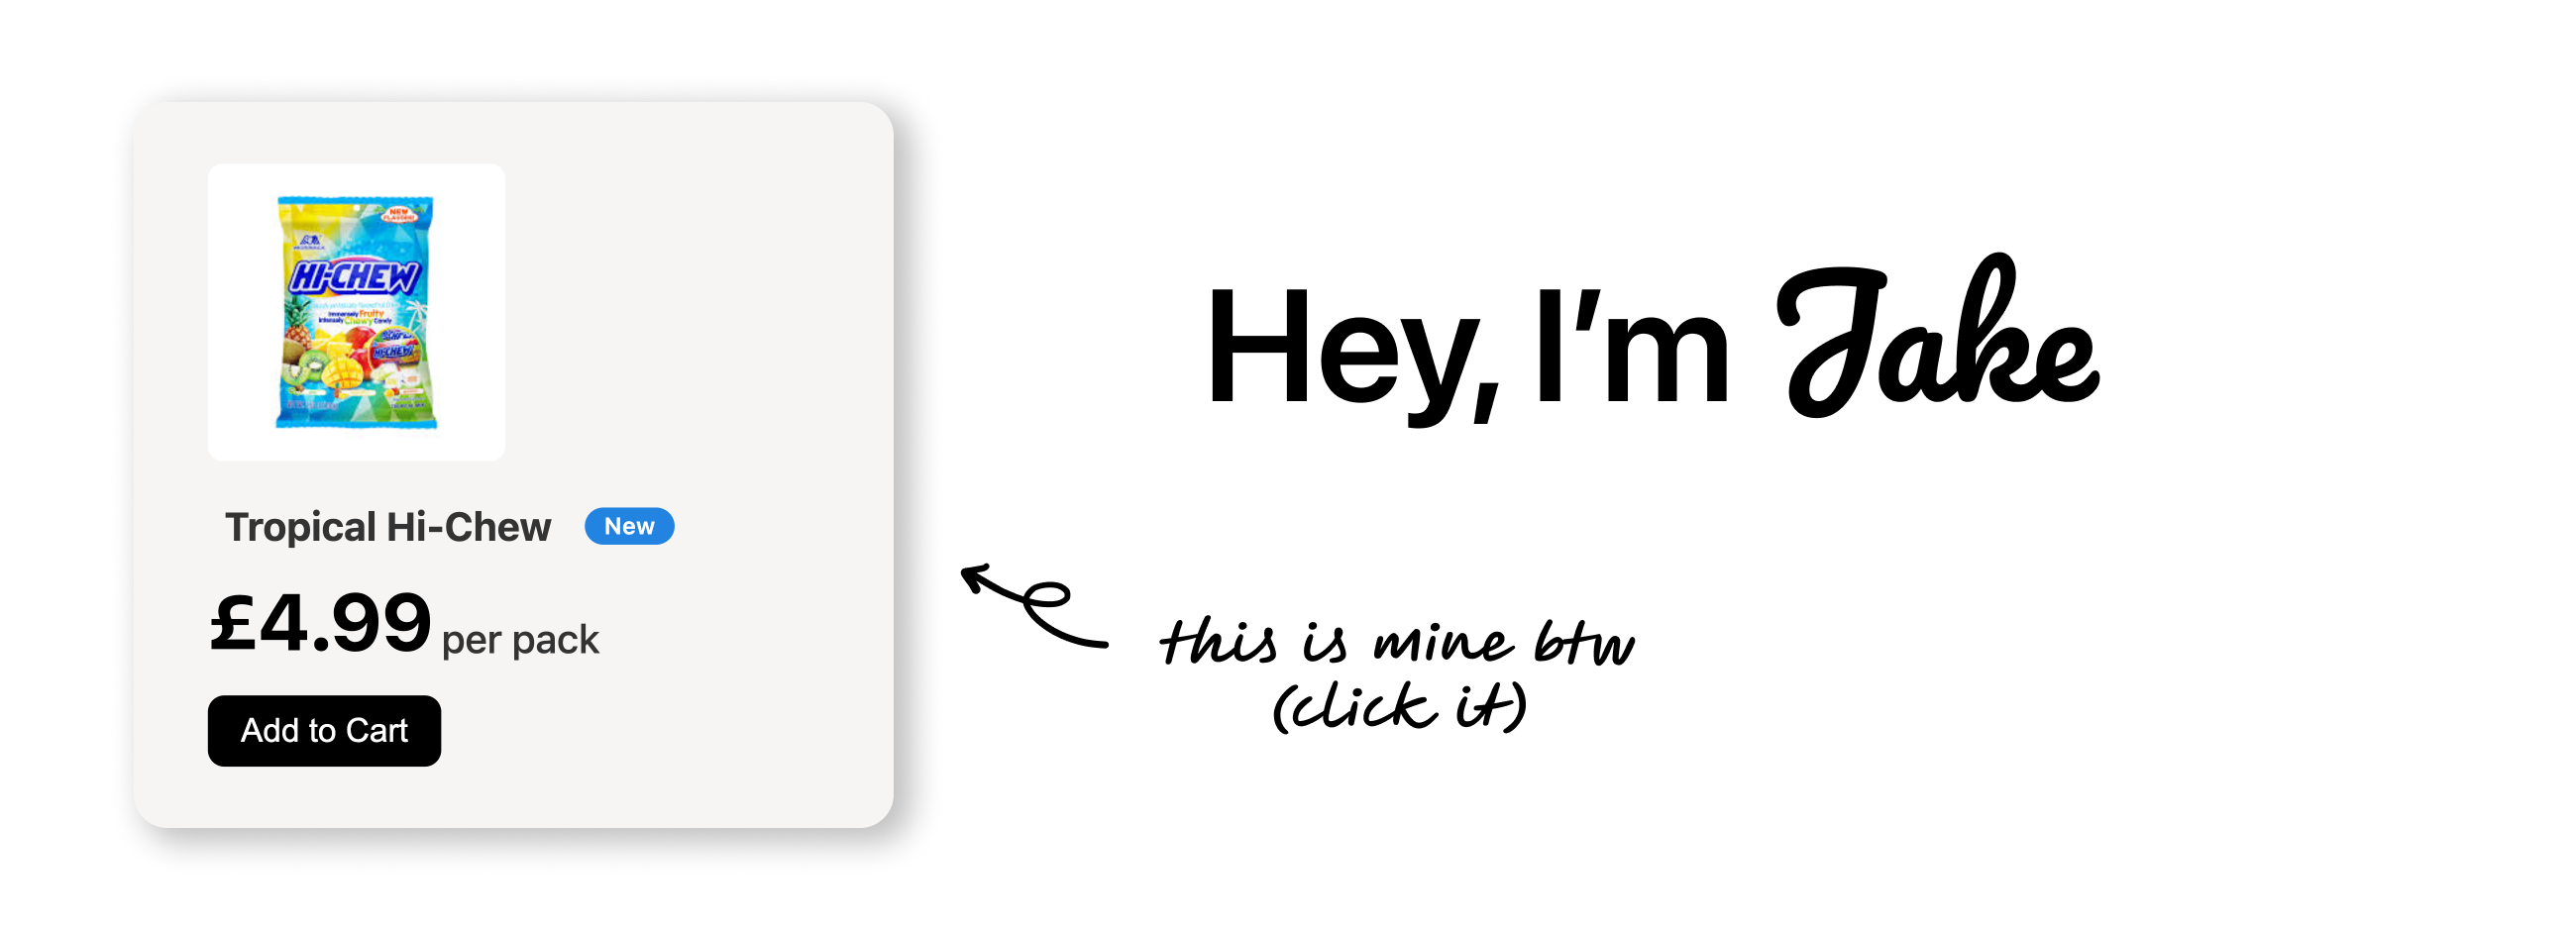 NEW
FLAVORS!
HI-CHEW
Immensely Fruity
Intensely Chewy Candy
HI-CHEW
Tropical Hi-Chew New
£4.99 per pack
Add to Cart
Hey, I’m Jake
this is mine btw
(click it)